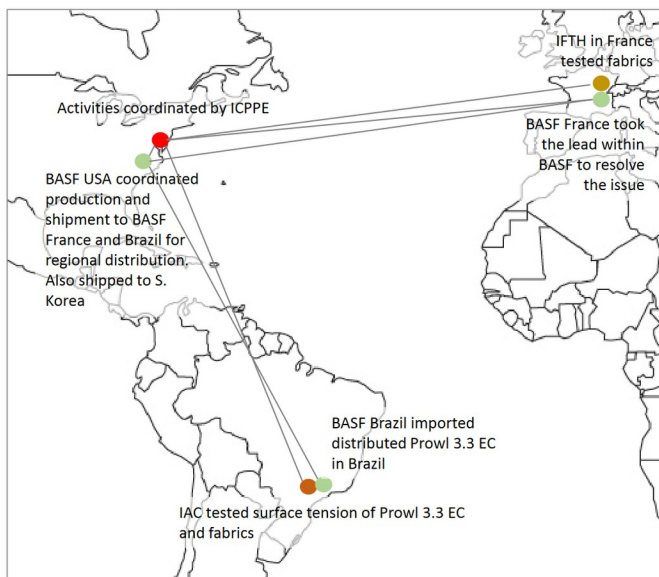 IFTH in France
tested fabrics
Activities coordinated by ICPPE
BASF France took
the lead within
BASF to resolve
the issue
BASF USA coordinated
production and
shipment to BASF
France and Brazil for
regional distribution.
Also shipped to S.
Korea
BASF Brazil imported
distributed Prowl 3.3 EC
in Brazil
IAC tested surface tension of Prowl 3.3 EC
and fabrics